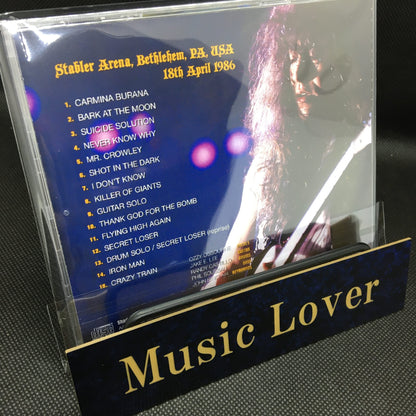 Stabler Arena, Bethlehem, PA, USA
18th April 1986
1. CARMINA BURANA
2. BARK AT THE MOON
3. SUICIDE SOLUTION
4. NEVER KNOW WHY
5. MR. CROWLEY
6. SHOT IN THE DARK
7. I DON'T KNOW
8. KILLER OF GIANTS
9. GUITAR SOLO
10. THANK GOD FOR THE BOMB
11. FLYING HIGH AGAIN
12. SECRET LOSER
13. DRUM SOLO / SECRET LOSER (reprise)
14. IRON MAN
15. CRAZY TRAIN
OZZY
JAKE E. LEE
RANDY
PHIL
JOHN
Music Lover